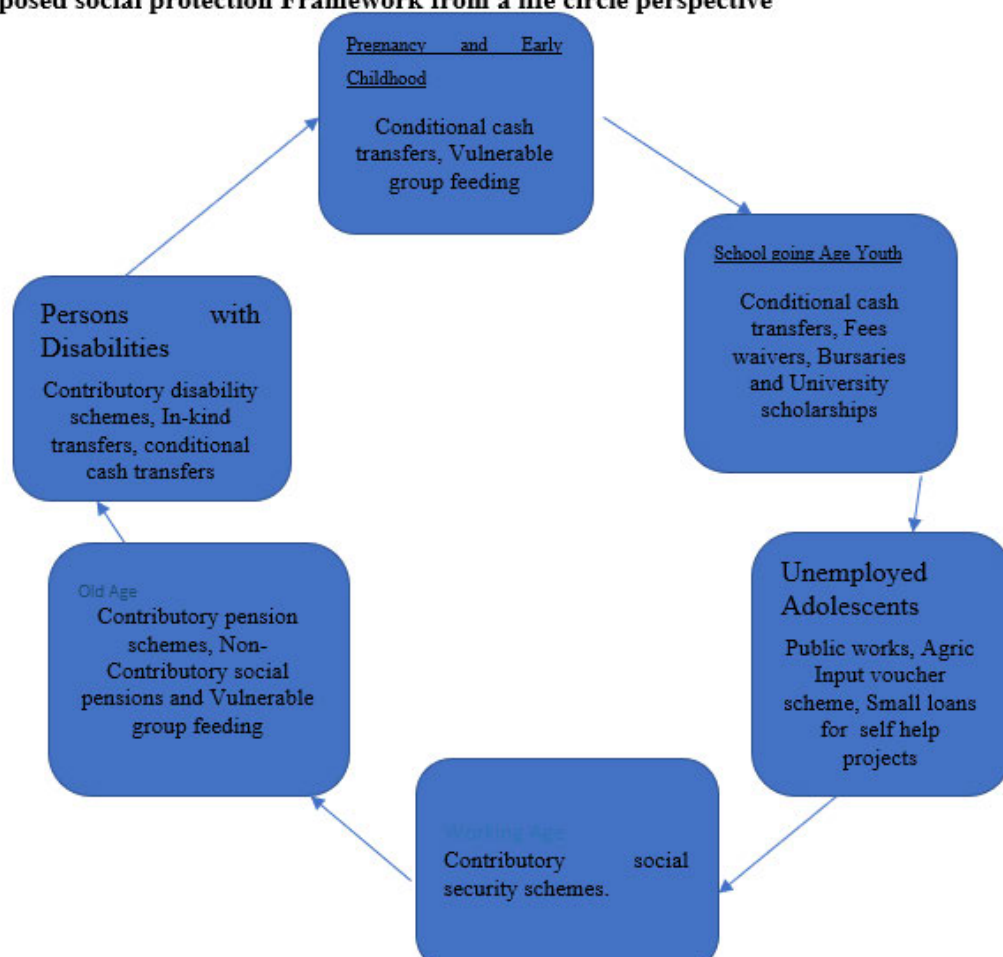 posed social protection Framework from a life circle perspective
Pregnancy and Early
Childhood
Conditional cash
transfers, Vulnerable
group feeding
School going Age Youth
Conditional cash
transfers, Fees
waivers, Bursaries
and University
scholarships
Unemployed
Adolescents
Public works, Agric
Input voucher
scheme, Small loans
for self help
projects
Working Age
Contributory social
security schemes.
Old Age
Contributory pension
schemes, Non-
Contributory social
pensions and Vulnerable
group feeding
Persons with
Disabilities
Contributory disability
schemes, In-kind
transfers, conditional
cash transfers